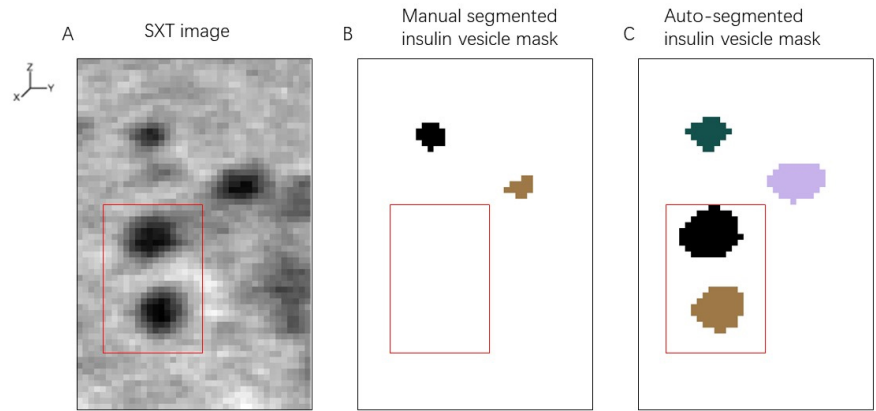 A
SXT image
B
Manual segmented
insulin vesicle mask
C
Auto-segmented
insulin vesicle mask
Z
X
Y